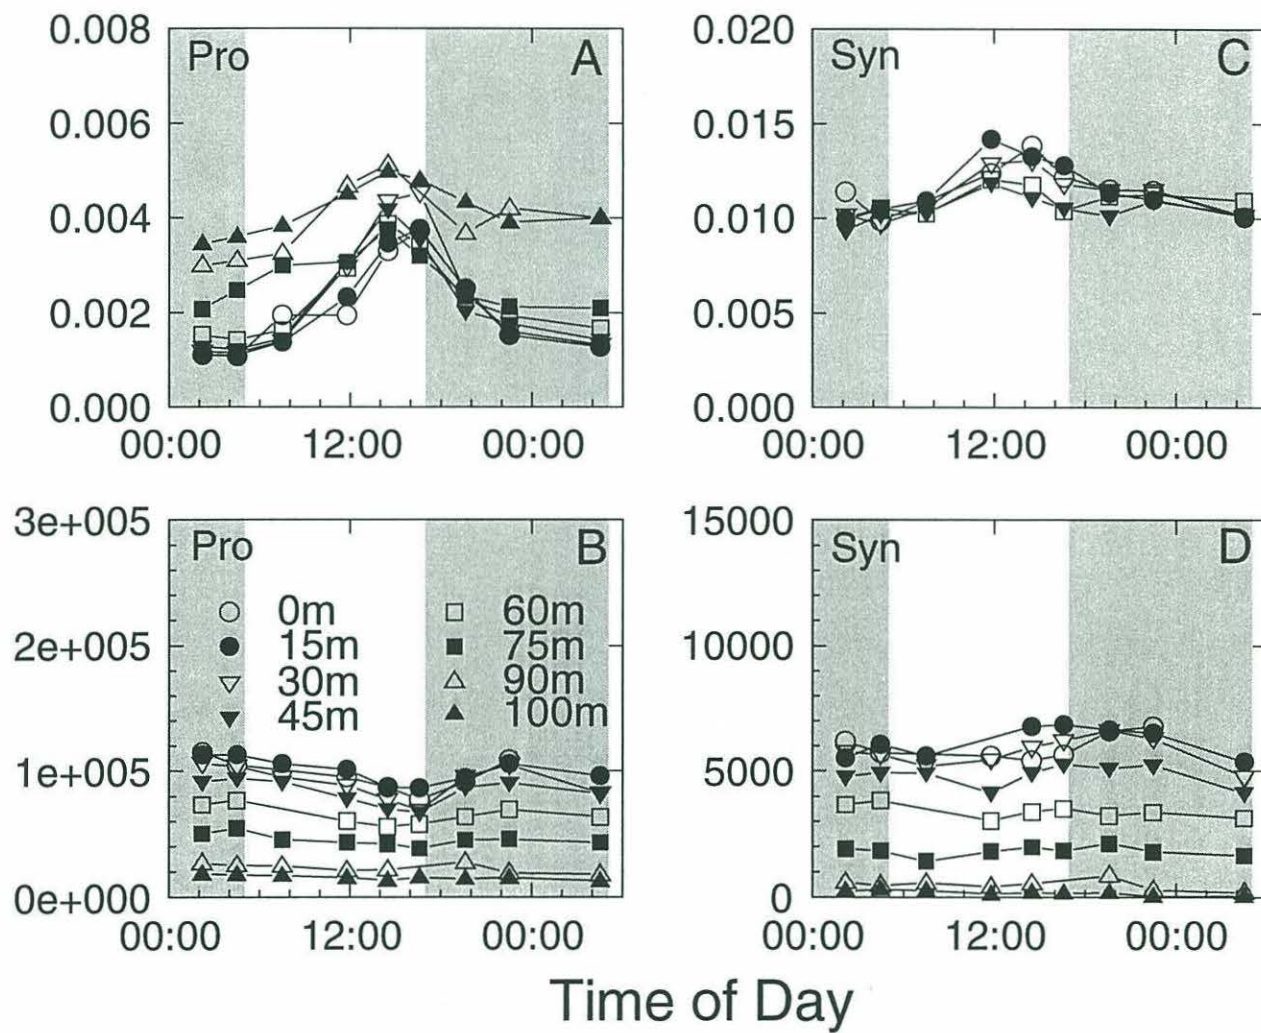 Pro A
0.008
0.006
0.004
0.002
0.000
00:00 12:00 00:00
Syn C
0.020
0.015
0.010
0.005
0.000
00:00 12:00 00:00
Pro B
3e+005
2e+005
1e+005
0e+000
0m 60m
15m 75m
30m 90m
45m 100m
00:00 12:00 00:00
Syn D
15000
10000
5000
0
00:00 12:00 00:00
Time of Day